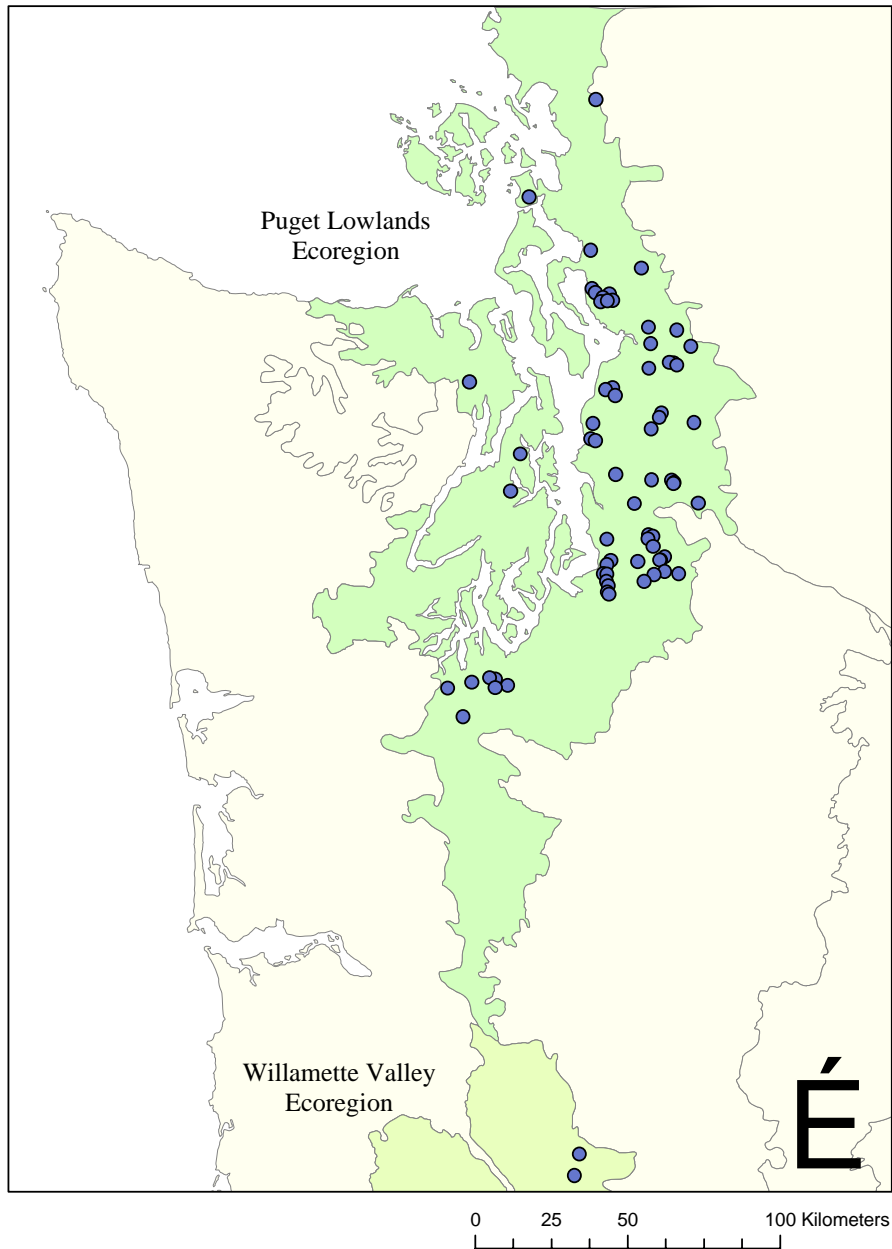 Puget Lowlands
Ecoregion
Willamette Valley
Ecoregion
É
0 25 50 100 Kilometers